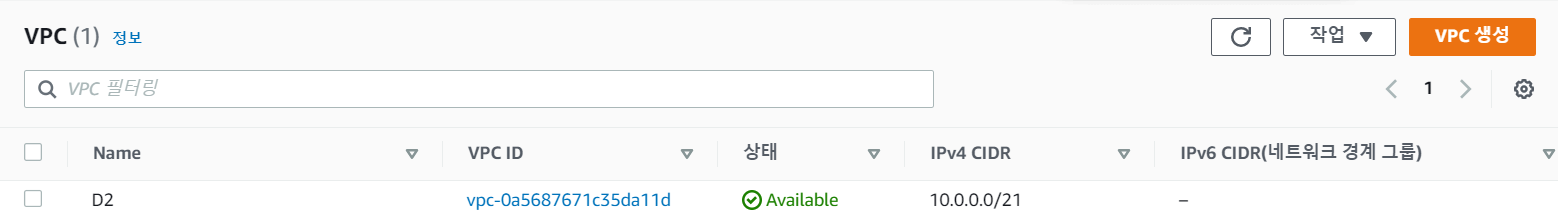 VPC (1) 정보
작업 VPC 생성
VPC 필터링
1
Name VPC ID 상태 IPv4 CIDR IPv6 CIDR(네트워크 경계 그룹)
D2 vpc-0a5687671c35da11d Available 10.0.0.0/21 –